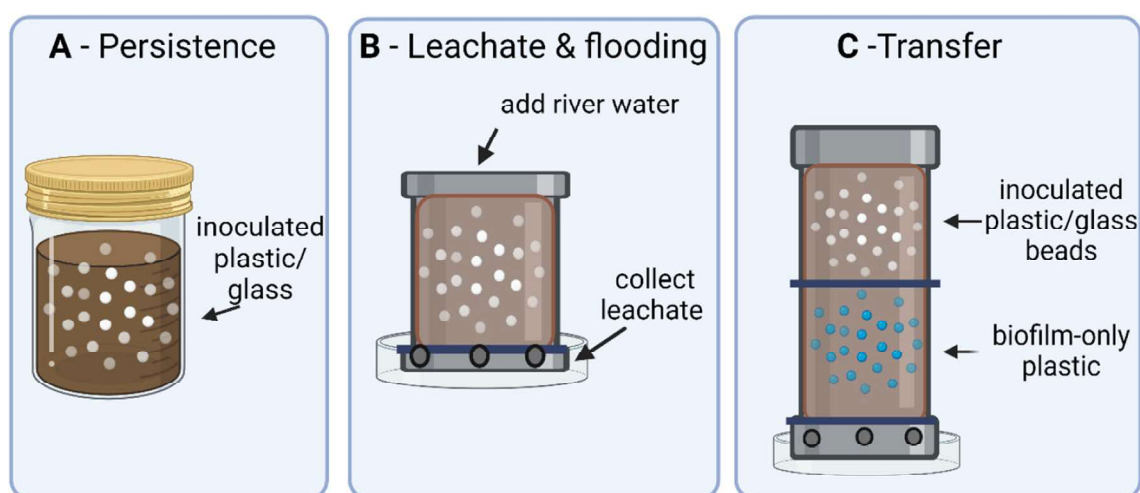 A - Persistence
inoculated
plastic/
glass
B - Leachate & flooding
add river water
collect
leachate
C -Transfer
inoculated
plastic/glass
beads
biofilm-only
plastic